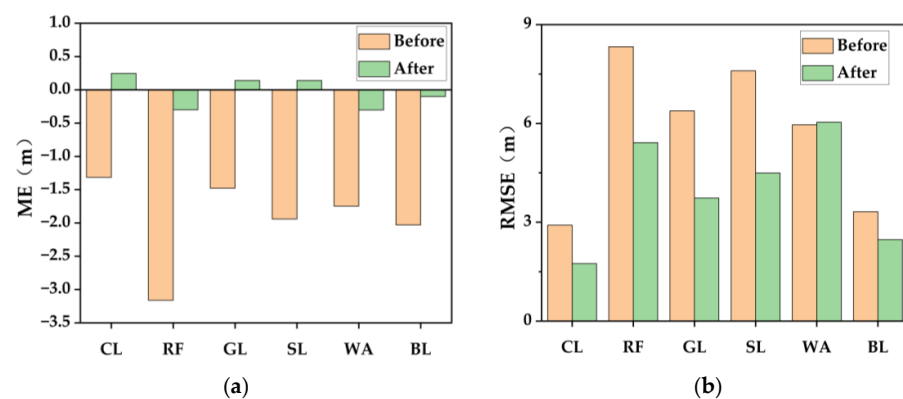 1.0
0.5
0.0
−0.5
−1.0
−1.5
−2.0
−2.5
−3.0
−3.5
ME（m）
Before
After
CL RF GL SL WA BL
(a)
9
6
3
0
RMSE（m）
Before
After
CL RF GL SL WA BL
(b)